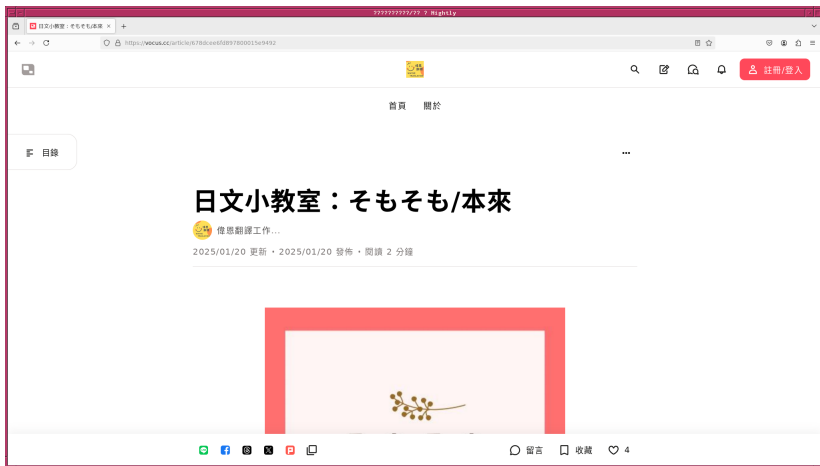 ??????????/?? ? Nightly
日文小教室：そもそも/本來
https://vocus.cc/article/678dcee6fd897800015e9492
註冊/登入
首頁 關於
目錄
日文小教室：そもそも/本來
偉恩翻譯工作...
2025/01/20 更新・2025/01/20 發佈・閱讀 2 分鐘
留言 收藏 4